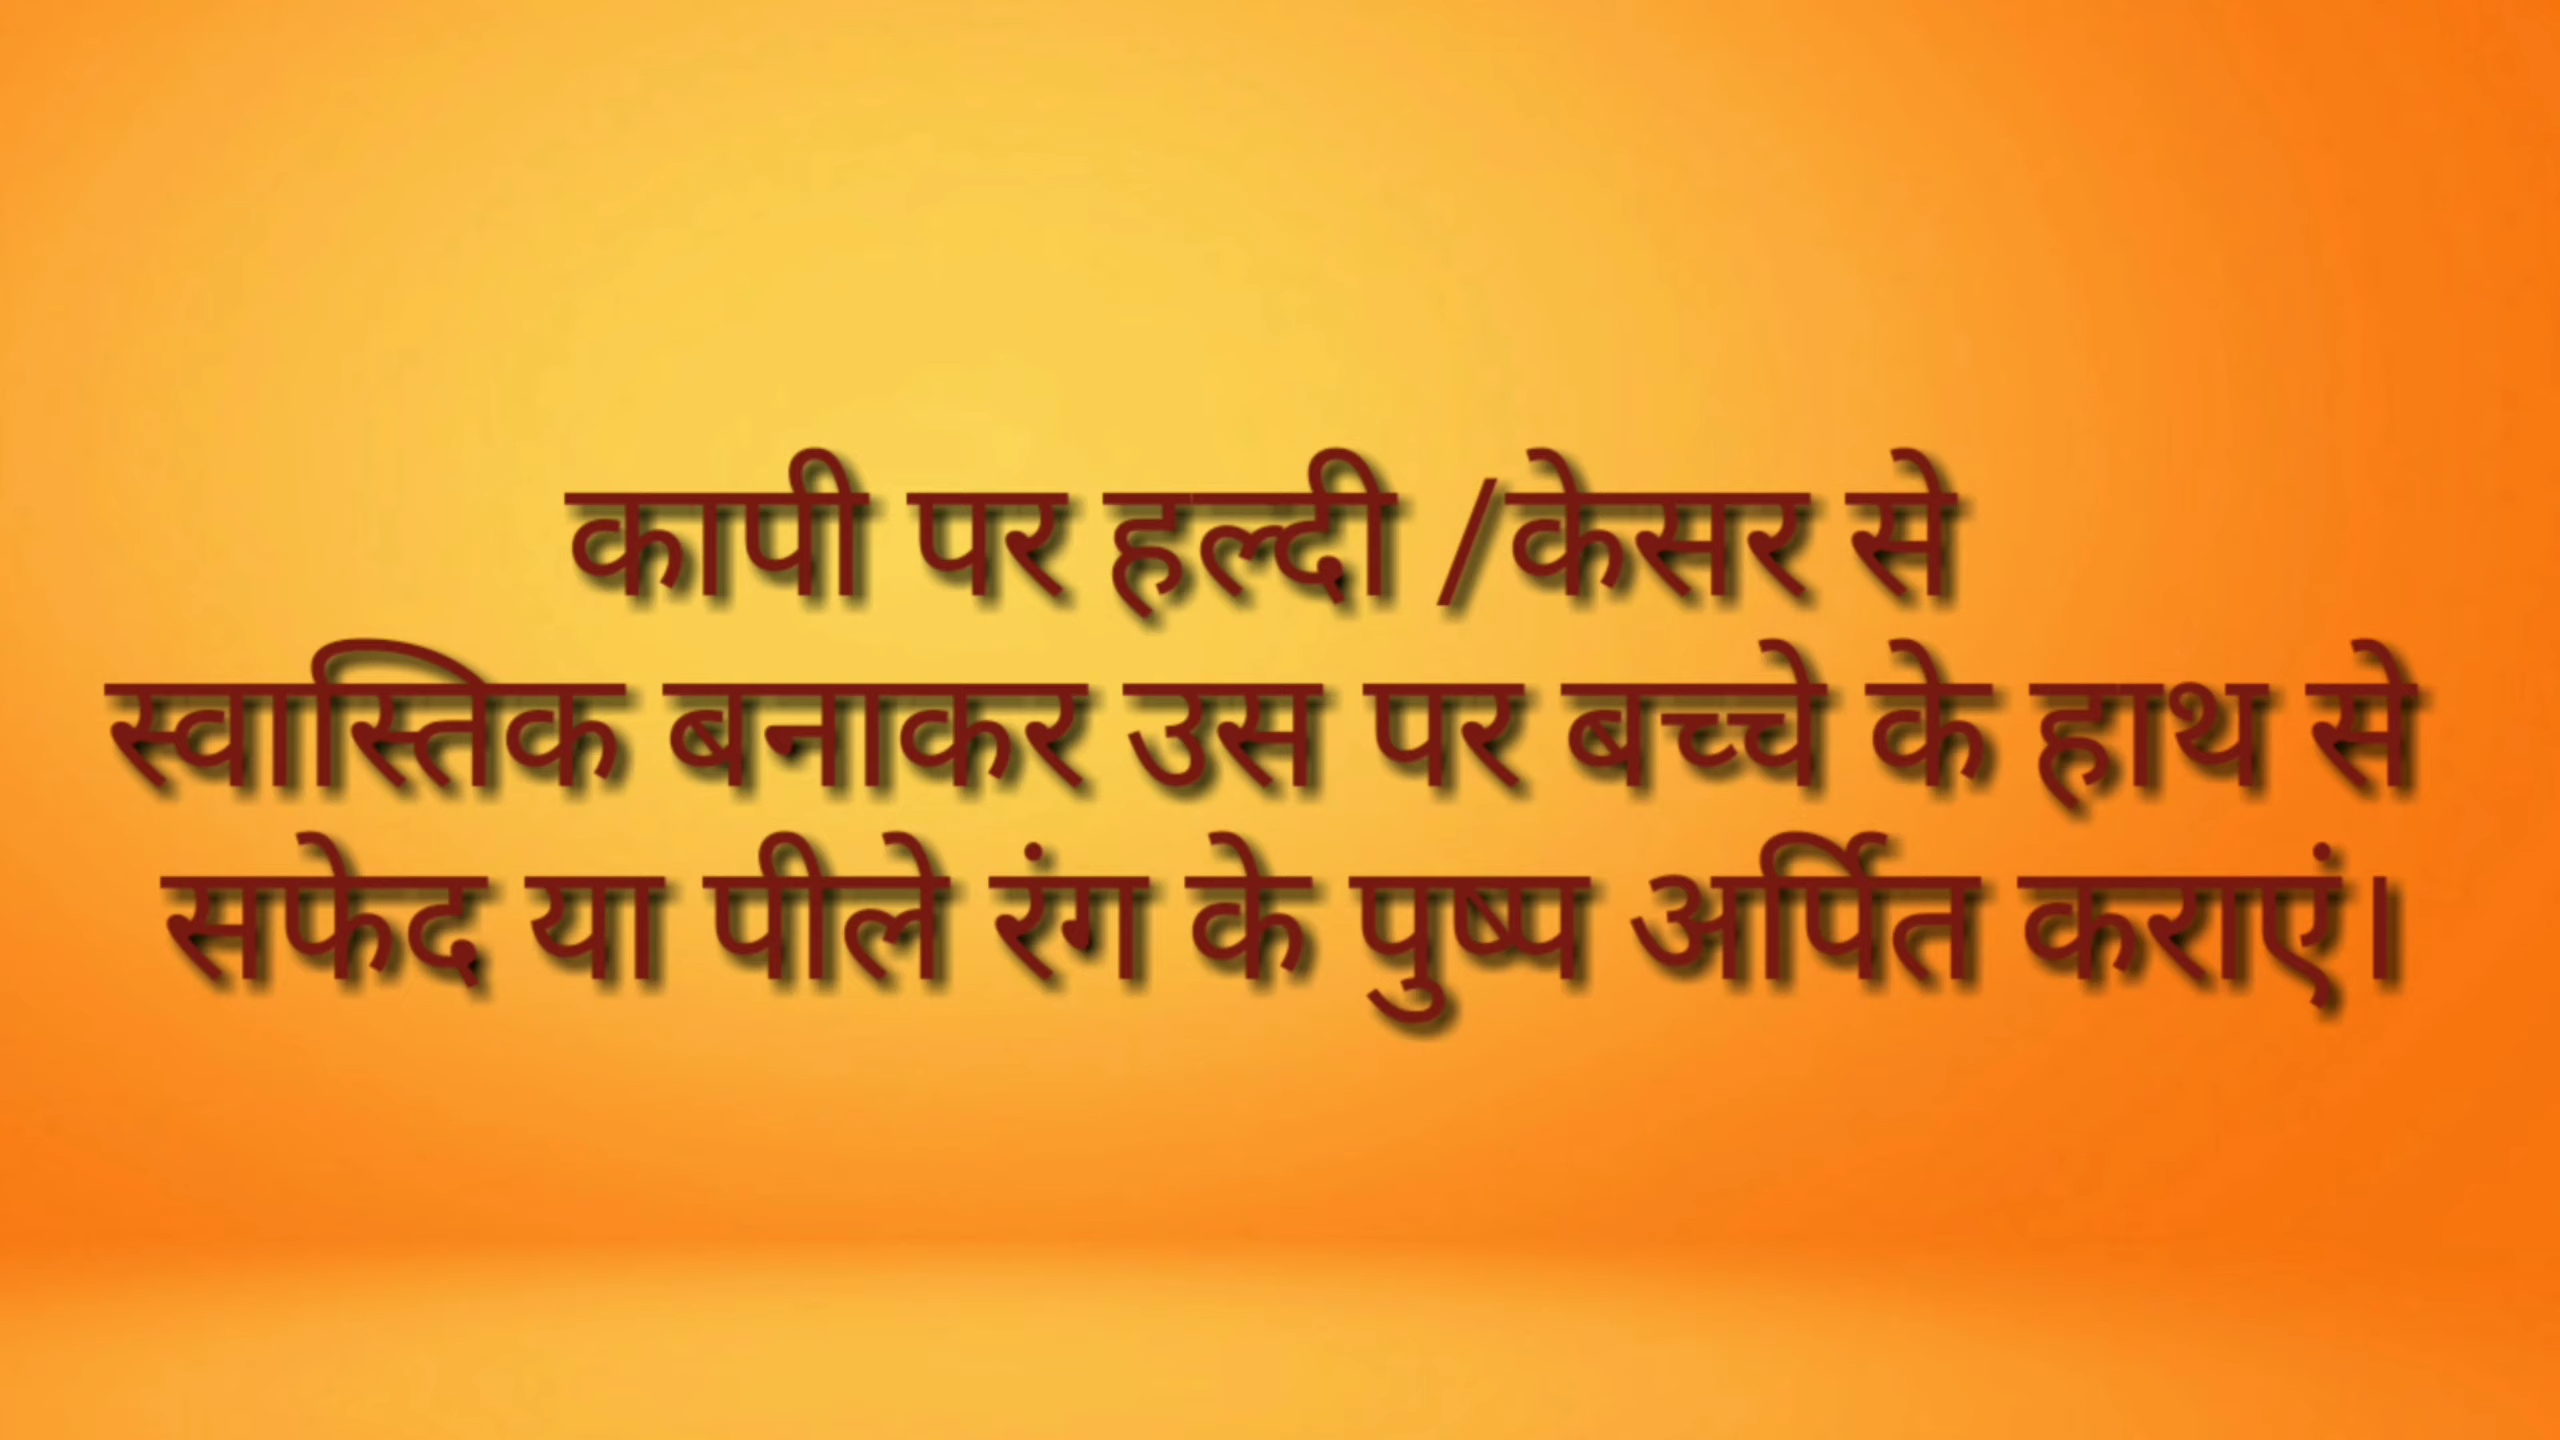 कापी पर हल्दी /केसर से
स्वास्तिक बनाकर उस पर बच्चे के हाथ से
सफेद या पीले रंग के पुष्प अर्पित कराएं।